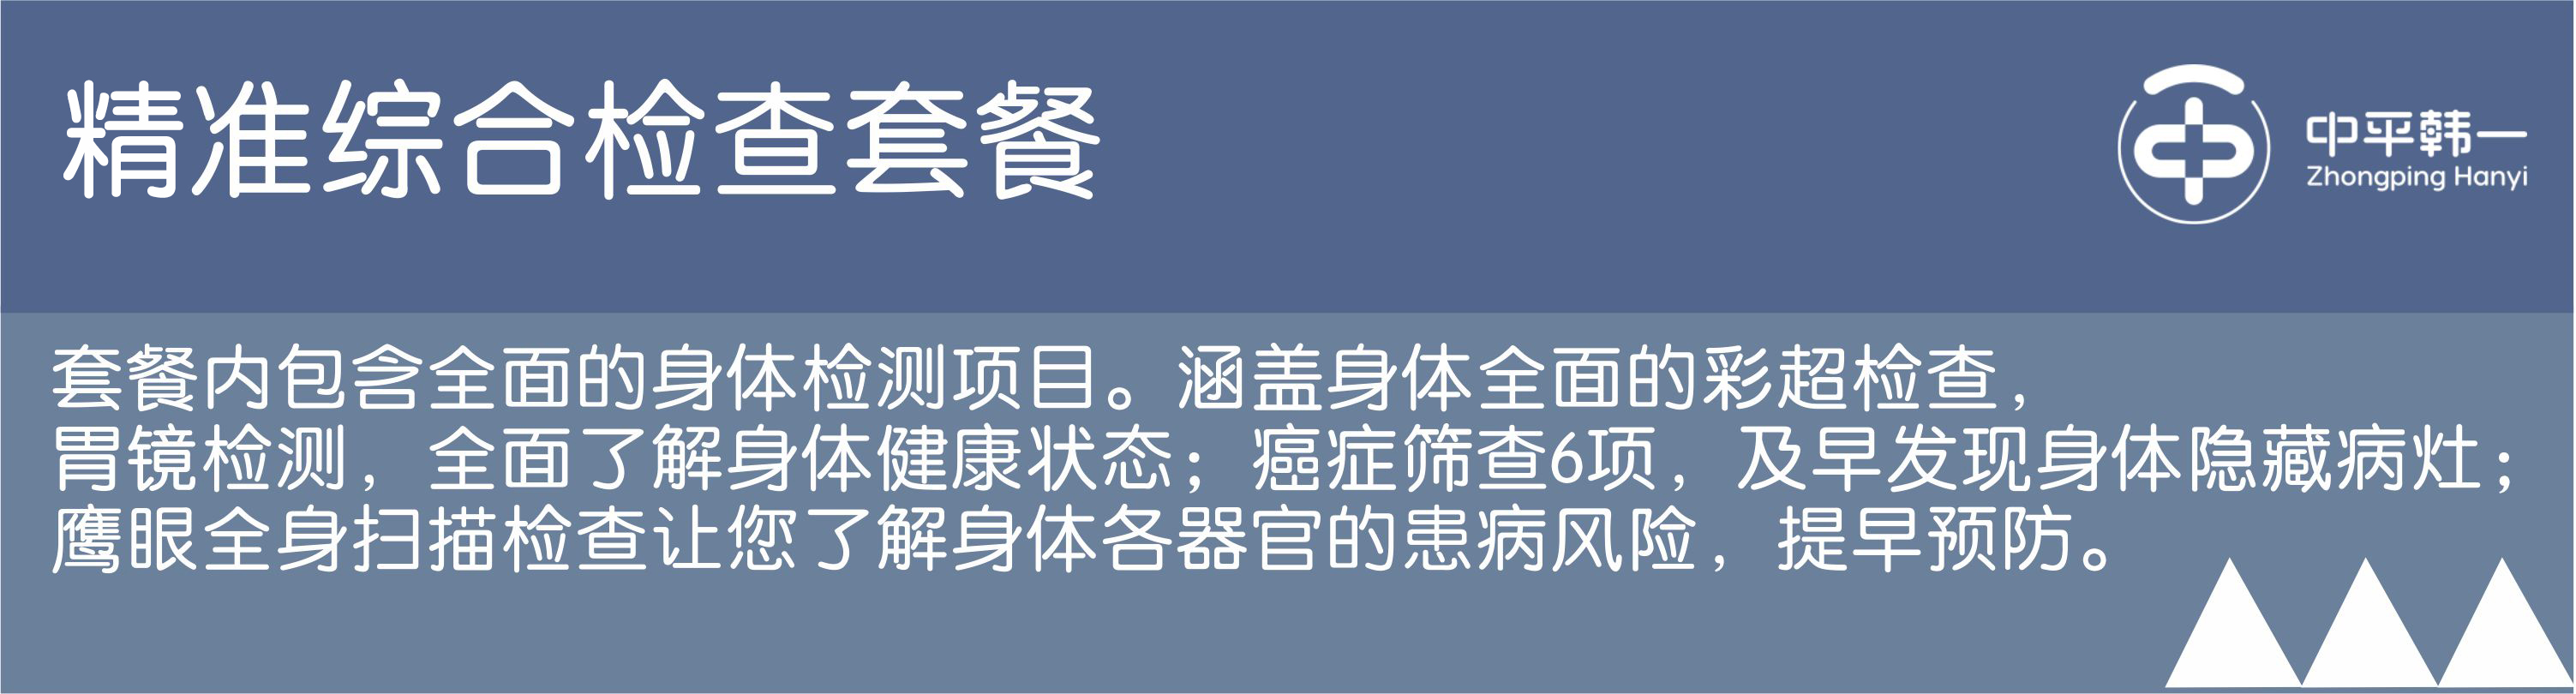 精准综合检查套餐
中平韩一
Zhongping Hanyi
套餐内包含全面的身体检测项目。涵盖身体全面的彩超检查，
胃镜检测，全面了解身体健康状态；癌症筛查6项，及早发现身体隐藏病灶；
鹰眼全身扫描检查让您了解身体各器官的患病风险，提早预防。